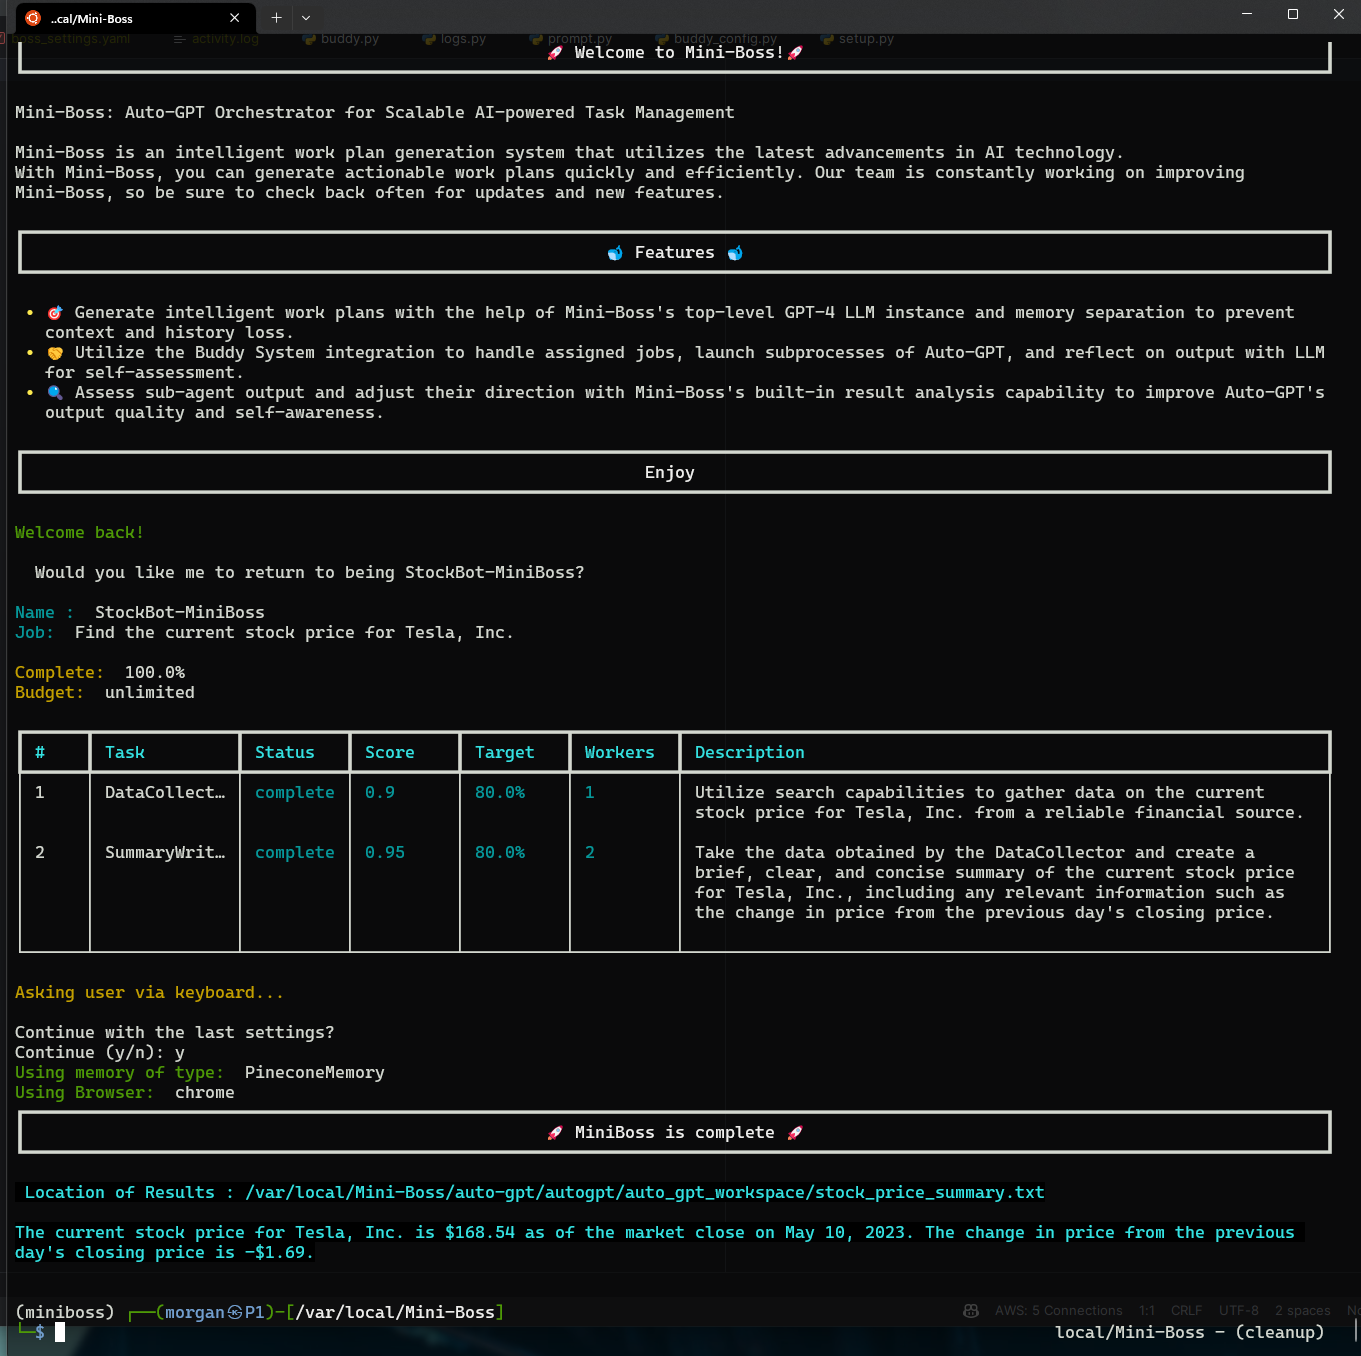 ..cal/Mini-Boss
boss_settings.yaml activity.log buddy.py logs.py prompt.py buddy_config.py setup.py
🚀 Welcome to Mini-Boss!🚀
Mini-Boss: Auto-GPT Orchestrator for Scalable AI-powered Task Management
Mini-Boss is an intelligent work plan generation system that utilizes the latest advancements in AI technology.
With Mini-Boss, you can generate actionable work plans quickly and efficiently. Our team is constantly working on improving
Mini-Boss, so be sure to check back often for updates and new features.
Features
• 🎯 Generate intelligent work plans with the help of Mini-Boss's top-level GPT-4 LLM instance and memory separation to prevent
context and history loss.
• 🤝 Utilize the Buddy System integration to handle assigned jobs, launch subprocesses of Auto-GPT, and reflect on output with LLM
for self-assessment.
• 🔍 Assess sub-agent output and adjust their direction with Mini-Boss's built-in result analysis capability to improve Auto-GPT's
output quality and self-awareness.
Enjoy
Welcome back!
Would you like me to return to being StockBot-MiniBoss?
Name :  StockBot-MiniBoss
Job:  Find the current stock price for Tesla, Inc.
Complete:  100.0%
Budget:  unlimited
# Task Status Score Target Workers Description
1 DataCollect… complete 0.9 80.0% 1 Utilize search capabilities to gather data on the current
stock price for Tesla, Inc. from a reliable financial source.
2 SummaryWrit… complete 0.95 80.0% 2 Take the data obtained by the DataCollector and create a
brief, clear, and concise summary of the current stock price
for Tesla, Inc., including any relevant information such as
the change in price from the previous day's closing price.
Asking user via keyboard...
Continue with the last settings?
Continue (y/n): y
Using memory of type:  PineconeMemory
Using Browser:  chrome
🚀 MiniBoss is complete 🚀
Location of Results : /var/local/Mini-Boss/auto-gpt/autogpt/auto_gpt_workspace/stock_price_summary.txt
The current stock price for Tesla, Inc. is $168.54 as of the market close on May 10, 2023. The change in price from the previous
day's closing price is -$1.69.
(miniboss) ┌──(morgan㉿P1)-[/var/local/Mini-Boss]
AWS: 5 Connections 1:1 CRLF UTF-8 2 spaces
└─$
local/Mini-Boss - (cleanup)